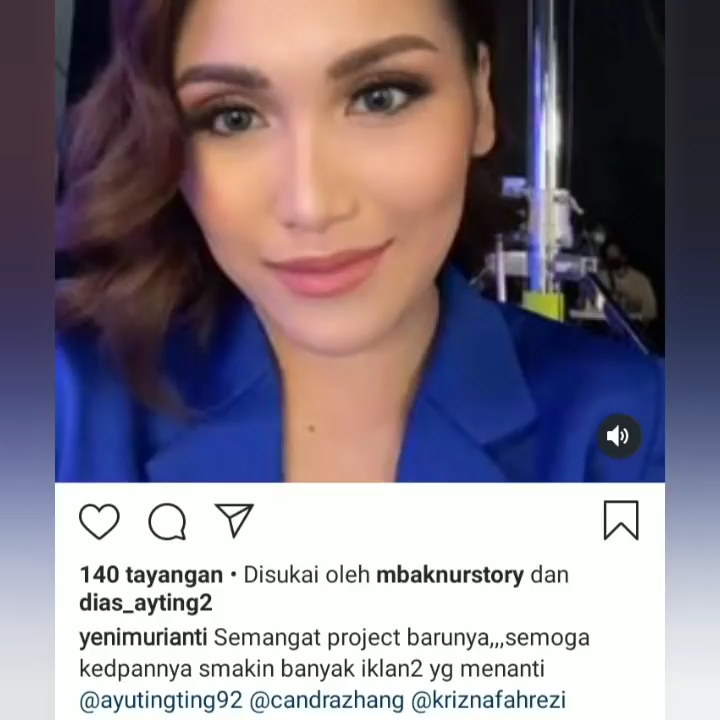 140 tayangan • Disukai oleh mbaknurstory dan
dias_ayting2
yenimurianti Semangat project barunya,,,semoga
kedpannya smakin banyak iklan2 yg menanti
@ayutingting92 @candrazhang @kriznafahrezi